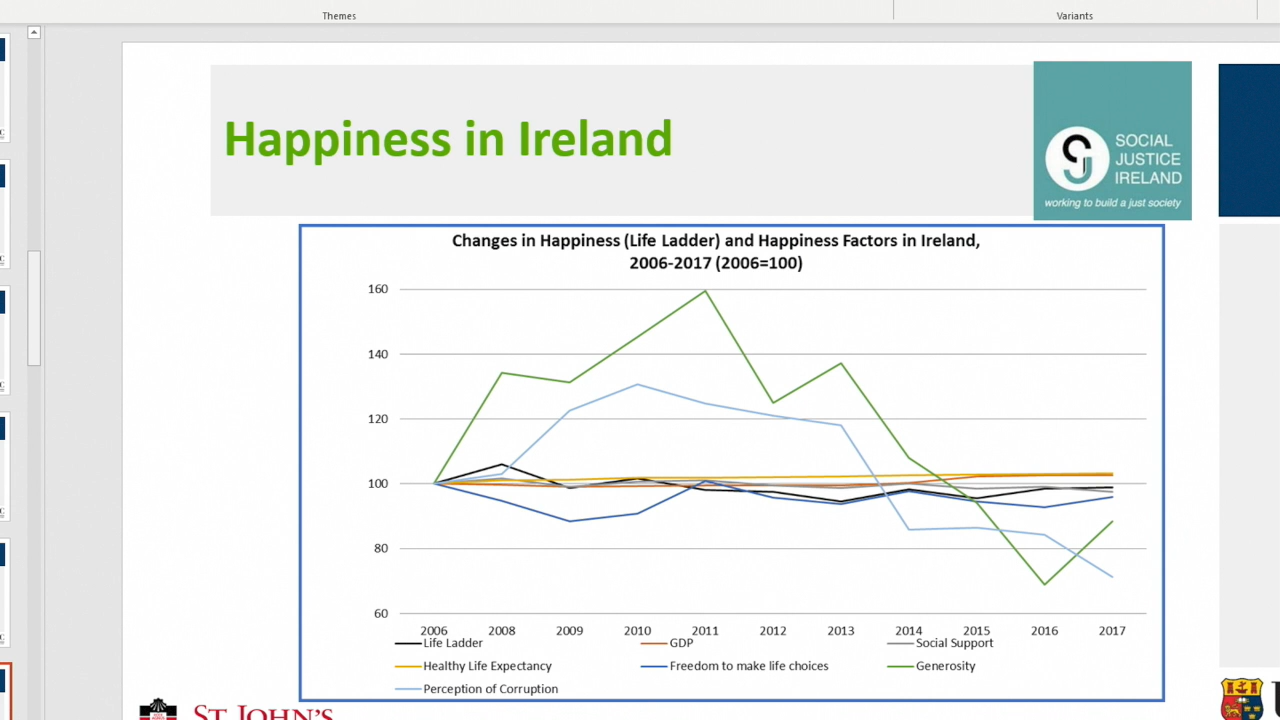 Themes
Variants
Happiness in Ireland
SOCIAL
JUSTICE
IRELAND
working to build a just society
Changes in Happiness (Life Ladder) and Happiness Factors in Ireland,
2006-2017 (2006=100)
160
140
120
100
80
60
2006 2008 2009 2010 2011 2012 2013 2014 2015 2016 2017
Life Ladder GDP Social Support
Healthy Life Expectancy Freedom to make life choices Generosity
Perception of Corruption
ST JOHN'S